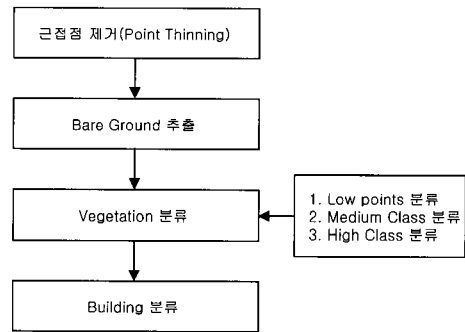 근접점 제거(Point Thinning)
Bare Ground 추출
Vegetation 분류
1. Low points 분류
2. Medium Class 분류
3. High Class 분류
Building 분류